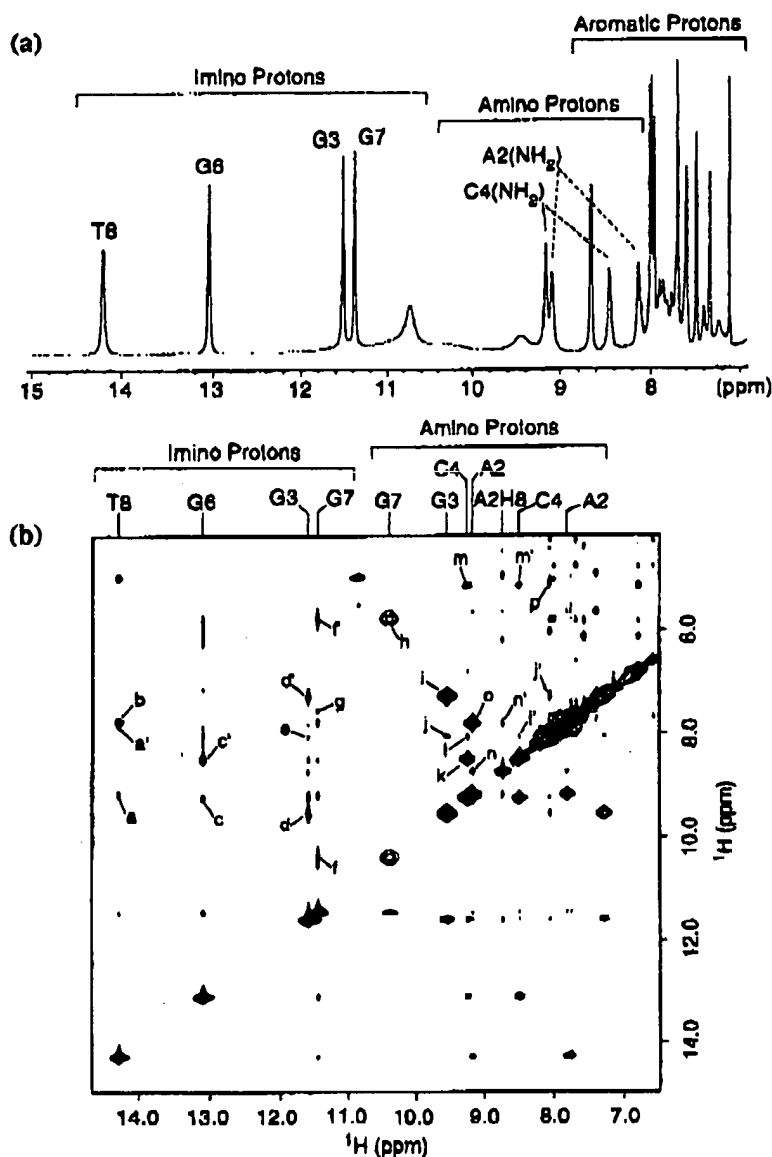 (a)
Aromatic Protons
Imino Protons
Amino Protons
G3 G7
G6
A2(NH2)
C4(NH2)
T8
15 14 13 12 11 10 9 8 (ppm)
Amino Protons
Imino Protons
C4 A2
(b)
T8 G6 G3 G7 G7 G3 A2H8 C4 A2
m m' p
f h 6.0
d' i j'
b g o n'
a' c' e j l l' 8.0
k n
a c d 1H (ppm)
f 10.0
12.0
14.0
14.0 13.0 12.0 11.0 10.0 9.0 8.0 7.0
1H (ppm)